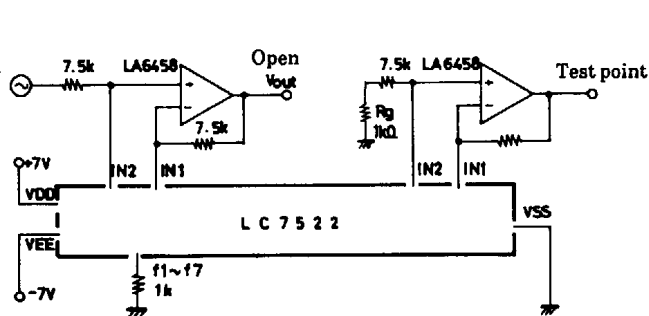 7.5k LA6458 Open
Vout
+
−
7.5k
7.5k LA6458 Test point
+
−
Rg
1kΩ
+7V
IN2 IN1 IN2 IN1
VDD
LC7522
VSS
VEE
f1~f7
1k
-7V